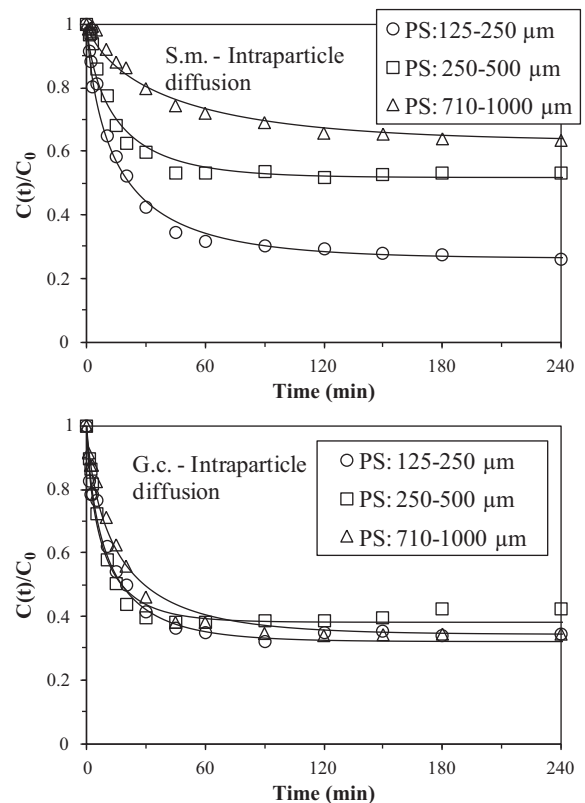 S.m. - Intraparticle
diffusion
PS:125-250 µm
PS: 250-500 µm
PS: 710-1000 µm
C(t)/C0
1
0.8
0.6
0.4
0.2
0
0
60
120
180
240
Time (min)
G.c. - Intraparticle
diffusion
PS: 125-250 µm
PS: 250-500 µm
PS: 710-1000 µm
C(t)/C0
1
0.8
0.6
0.4
0.2
0
0
60
120
180
240
Time (min)